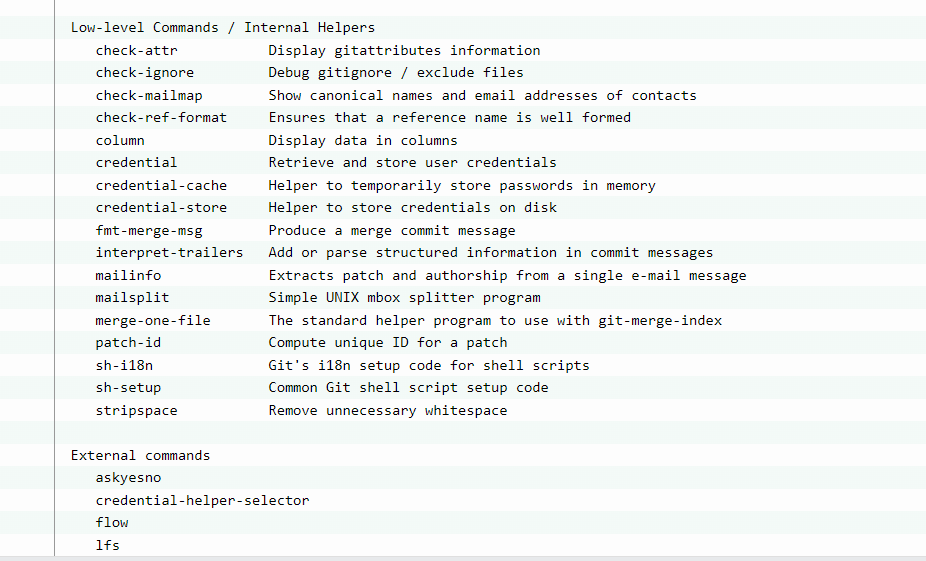 Low-level Commands / Internal Helpers
check-attr Display gitattributes information
check-ignore Debug gitignore / exclude files
check-mailmap Show canonical names and email addresses of contacts
check-ref-format Ensures that a reference name is well formed
column Display data in columns
credential Retrieve and store user credentials
credential-cache Helper to temporarily store passwords in memory
credential-store Helper to store credentials on disk
fmt-merge-msg Produce a merge commit message
interpret-trailers Add or parse structured information in commit messages
mailinfo Extracts patch and authorship from a single e-mail message
mailsplit Simple UNIX mbox splitter program
merge-one-file The standard helper program to use with git-merge-index
patch-id Compute unique ID for a patch
sh-i18n Git's i18n setup code for shell scripts
sh-setup Common Git shell script setup code
stripspace Remove unnecessary whitespace
External commands
askyesno
credential-helper-selector
flow
lfs